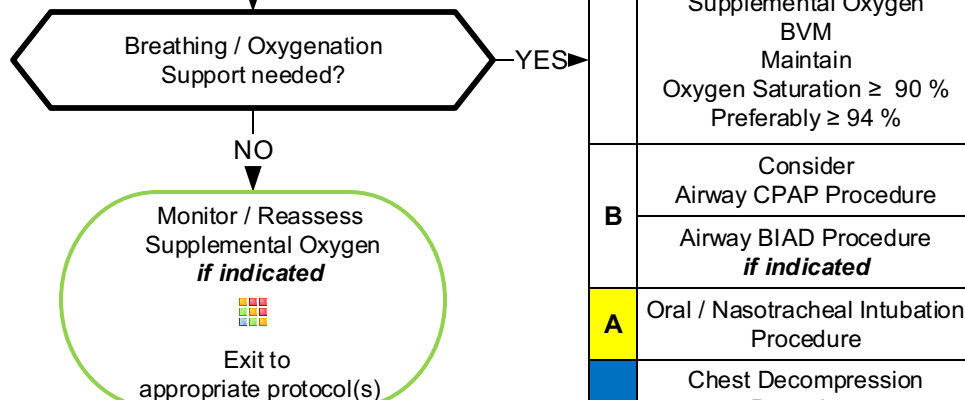 Breathing / Oxygenation
Support needed?
YES
NO
Monitor / Reassess
Supplemental Oxygen
if indicated
Exit to
appropriate protocol(s)
Supplemental Oxygen
BVM
Maintain
Oxygen Saturation ≥ 90 %
Preferably ≥ 94 %
B
Consider
Airway CPAP Procedure
Airway BIAD Procedure
if indicated
A
Oral / Nasotracheal Intubation
Procedure
Chest Decompression